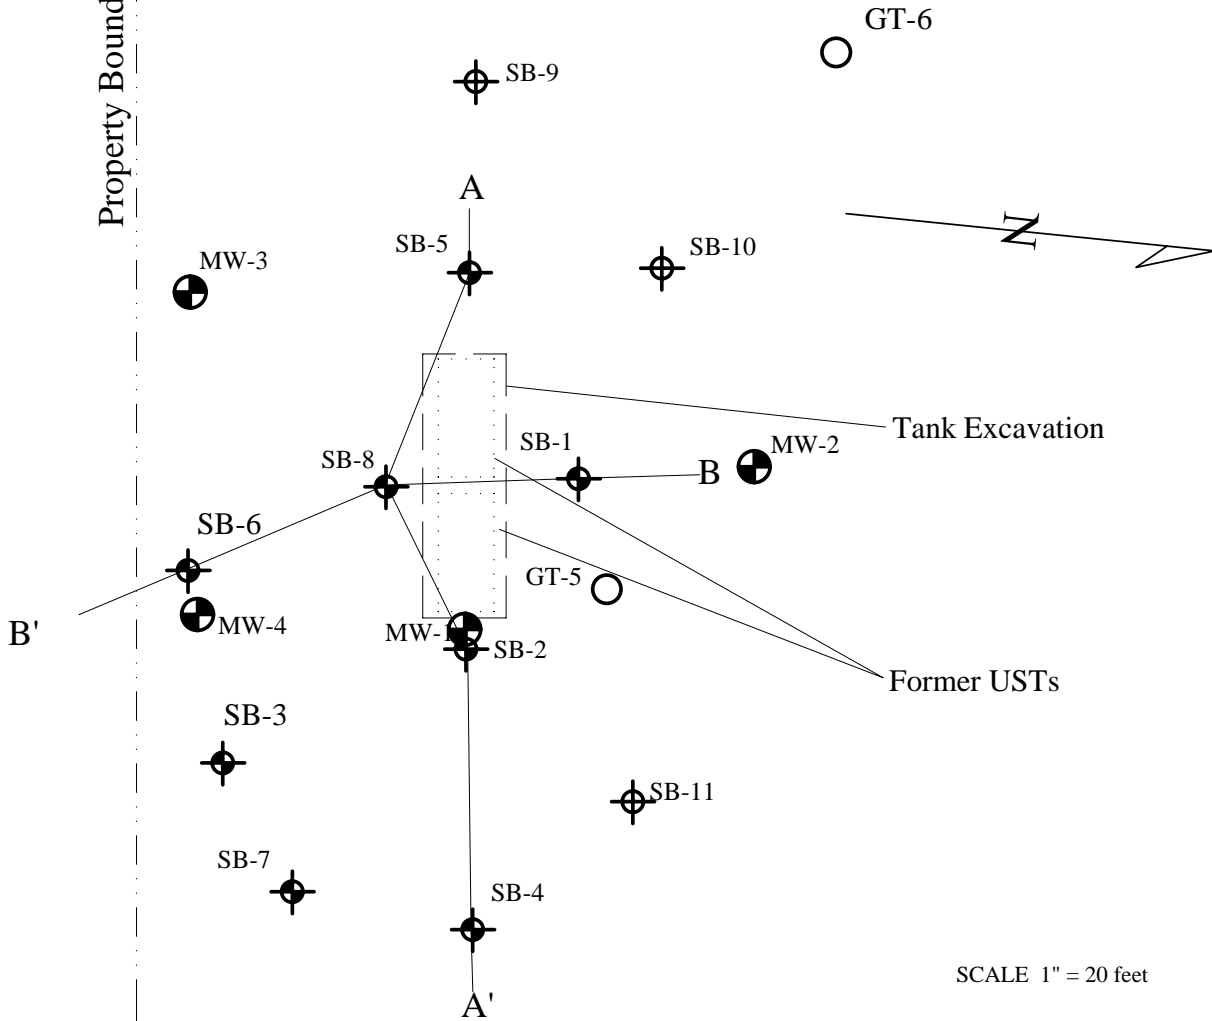 GT-6
SB-9
Property Bound
A
SB-5
SB-10
MW-3
N
Tank Excavation
SB-1
MW-2
SB-8
B
SB-6
GT-5
B'
MW-4
MW-1
SB-2
Former USTs
SB-3
SB-11
SB-7
SB-4
SCALE 1" = 20 feet
A'